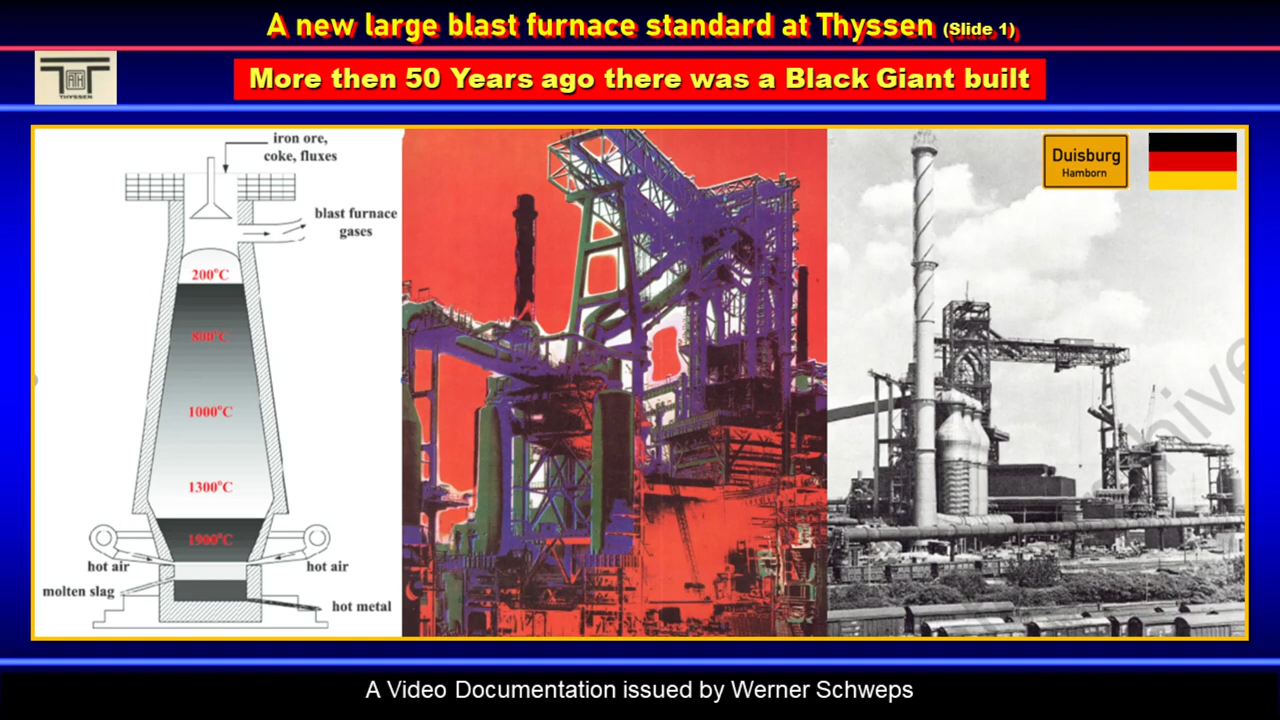 A new large blast furnace standard at Thyssen (Slide 1)
ATH
THYSSEN
More then 50 Years ago there was a Black Giant built
iron ore,
coke, fluxes
blast furnace
gases
200°C
800°C
1000°C
1300°C
1900°C
hot air
hot air
molten slag
hot metal
Duisburg
Hamborn
A Video Documentation issued by Werner Schweps